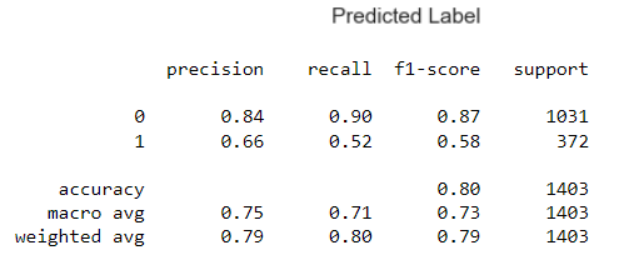 Predicted Label
precision recall f1-score support
0 0.84 0.90 0.87 1031
1 0.66 0.52 0.58 372
accuracy 0.80 1403
macro avg 0.75 0.71 0.73 1403
weighted avg 0.79 0.80 0.79 1403